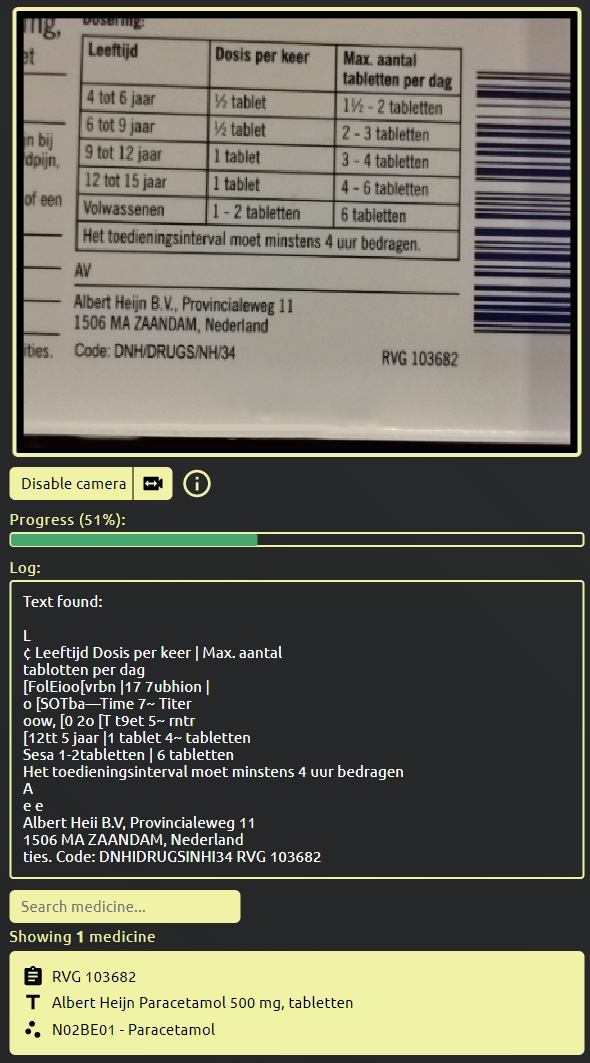 mg,
et
Dosering:
Leeftijd Dosis per keer Max. aantal
tabletten per dag
4 tot 6 jaar ½ tablet 1½ - 2 tabletten
6 tot 9 jaar ½ tablet 2 - 3 tabletten
9 tot 12 jaar 1 tablet 3 - 4 tabletten
12 tot 15 jaar 1 tablet 4 - 6 tabletten
Volwassenen 1 - 2 tabletten 6 tabletten
Het toedieningsinterval moet minstens 4 uur bedragen.
n bij
dpijn,
of een
AV
Albert Heijn B.V., Provincialeweg 11
1506 MA ZAANDAM, Nederland
ities. Code: DNH/DRUGS/NH/34 RVG 103682
Disable camera
Progress (51%):
Log:
Text found:
L
₵ Leeftijd Dosis per keer | Max. aantal
tablotten per dag
[FolEioo[vrbn |17 7ubhion |
o [SOTba—Time 7~ Titer
oow, [0 2o [T t9et 5~ rntr
[12tt 5 jaar |1 tablet 4~ tabletten
Sesa 1-2tabletten | 6 tabletten
Het toedieningsinterval moet minstens 4 uur bedragen
A
e e
Albert Heii B.V, Provincialeweg 11
1506 MA ZAANDAM, Nederland
ties. Code: DNHIDRUGSINHI34 RVG 103682
Search medicine...
Showing 1 medicine
RVG 103682
Albert Heijn Paracetamol 500 mg, tabletten
N02BE01 - Paracetamol